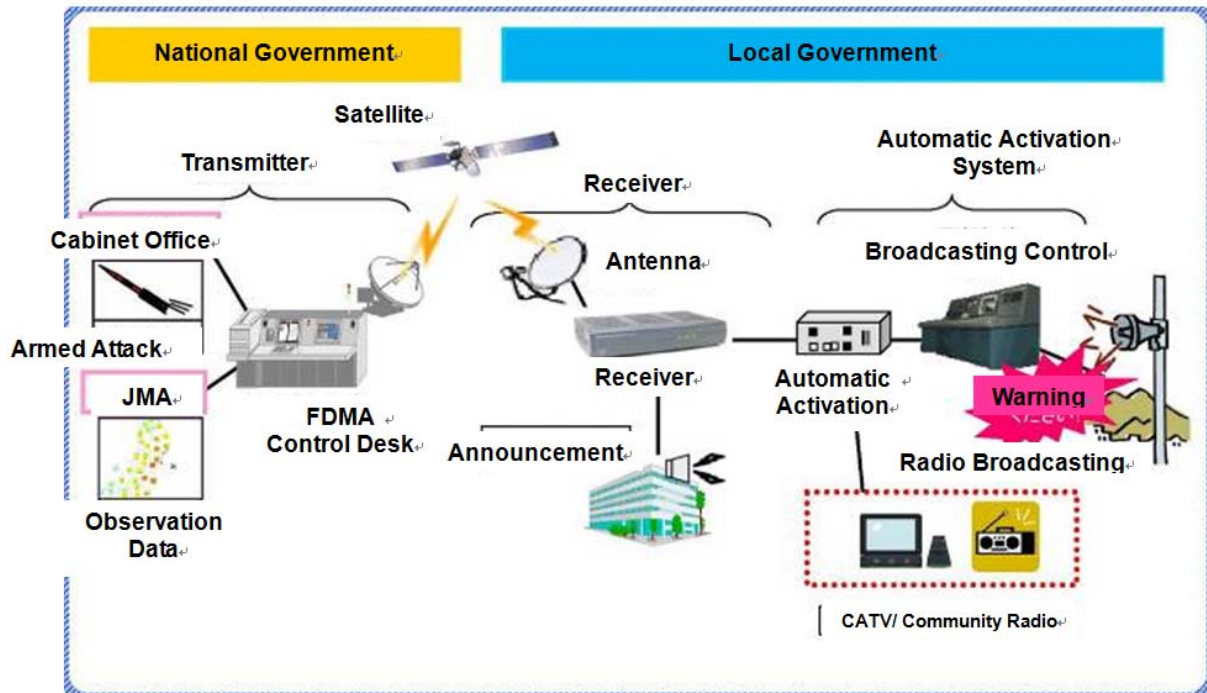 National Government
Local Government
Satellite
Transmitter
Receiver
Automatic Activation
System
Cabinet Office
Antenna
Broadcasting Control
Armed Attack
JMA
FDMA
Control Desk
Receiver
Automatic
Activation
Warning
Announcement
Radio Broadcasting
Observation
Data
CATV/ Community Radio